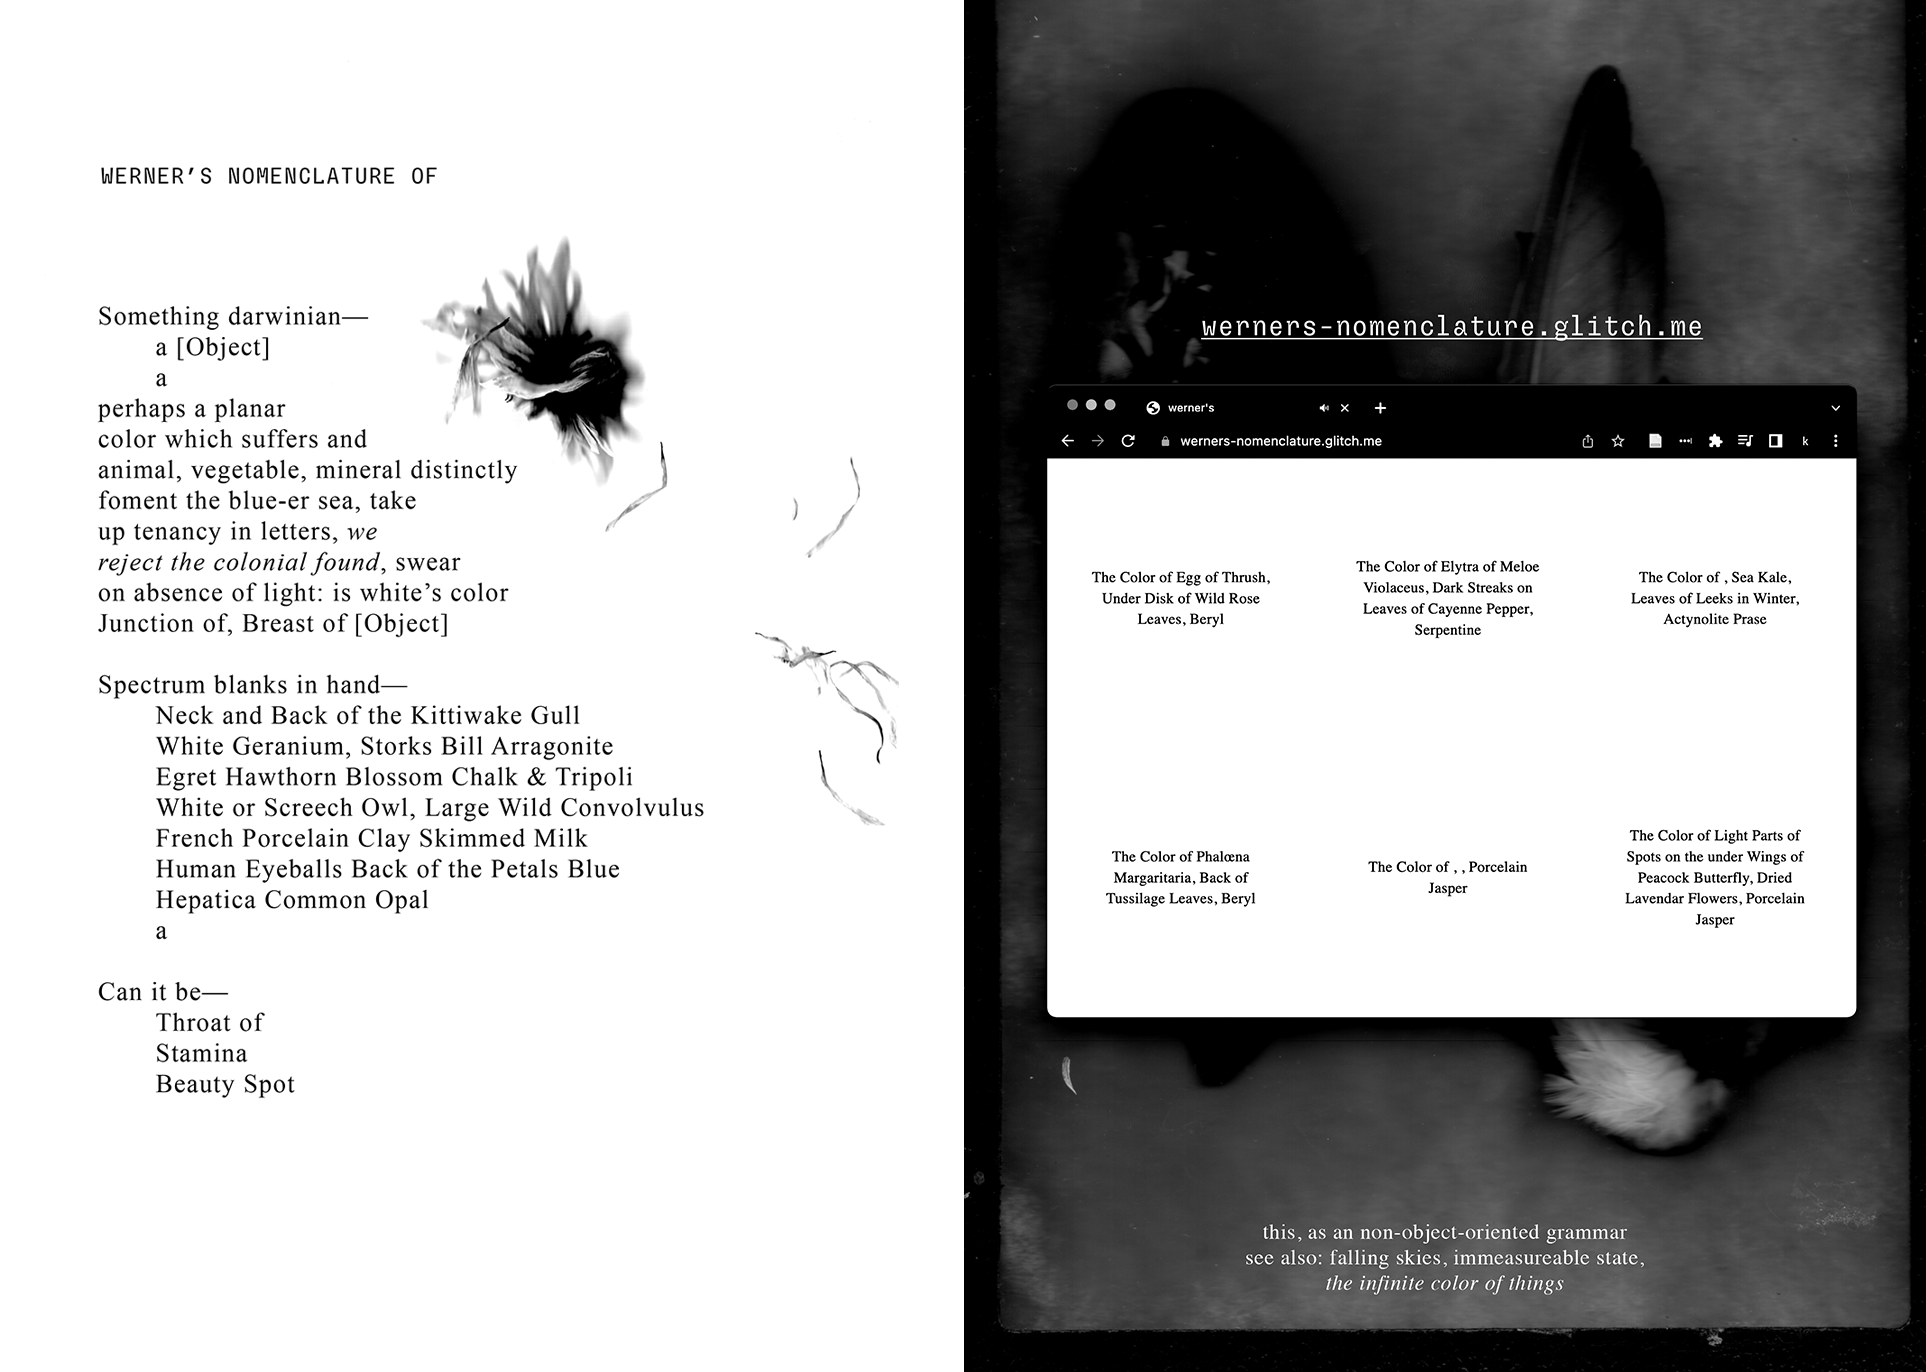 WERNER’S NOMENCLATURE OF
Something darwinian—
a [Object]
a
perhaps a planar
color which suffers and
animal, vegetable, mineral distinctly
foment the blue-er sea, take
up tenancy in letters, we
reject the colonial found, swear
on absence of light: is white’s color
Junction of, Breast of [Object]
Spectrum blanks in hand—
Neck and Back of the Kittiwake Gull
White Geranium, Storks Bill Arragonite
Egret Hawthorn Blossom Chalk & Tripoli
White or Screech Owl, Large Wild Convolvulus
French Porcelain Clay Skimmed Milk
Human Eyeballs Back of the Petals Blue
Hepatica Common Opal
a
Can it be—
Throat of
Stamina
Beauty Spot
werners-nomenclature.glitch.me
werner's
werners-nomenclature.glitch.me
k
The Color of Egg of Thrush,
Under Disk of Wild Rose
Leaves, Beryl
The Color of Elytra of Meloe
Violaceus, Dark Streaks on
Leaves of Cayenne Pepper,
Serpentine
The Color of , Sea Kale,
Leaves of Leeks in Winter,
Actynolite Prase
The Color of Phalœna
Margaritaria, Back of
Tussilage Leaves, Beryl
The Color of , , Porcelain
Jasper
The Color of Light Parts of
Spots on the under Wings of
Peacock Butterfly, Dried
Lavendar Flowers, Porcelain
Jasper
this, as an non-object-oriented grammar
see also: falling skies, immeasureable state,
the infinite color of things